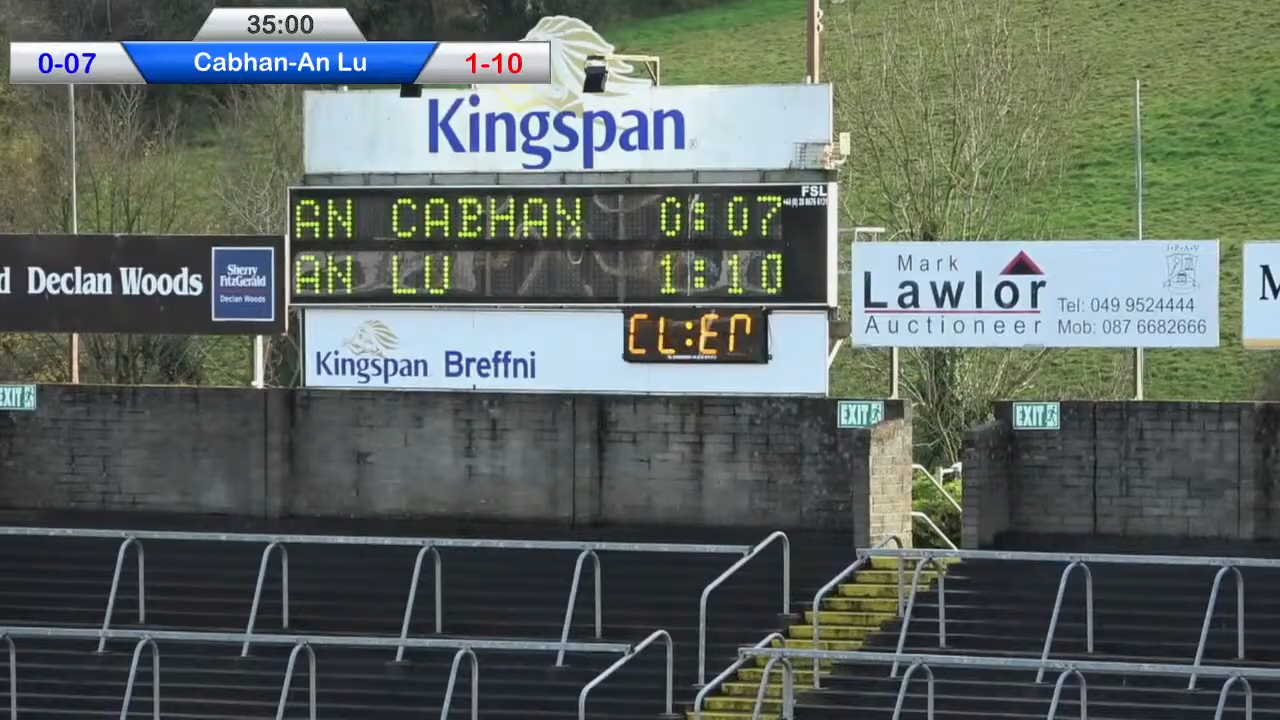 35:00
0-07 Cabhan-An Lu 1-10
Kingspan
FSL
AN CABHAN 0:07
AN LU 1:10
Declan Woods
Sherry
FitzGerald
Declan Woods
Kingspan Breffni
CL:Er
I·P·A·V
Mark
Lawlor
Auctioneer
Tel: 049 9524444
Mob: 087 6682666
M
EXIT
EXIT
EXIT